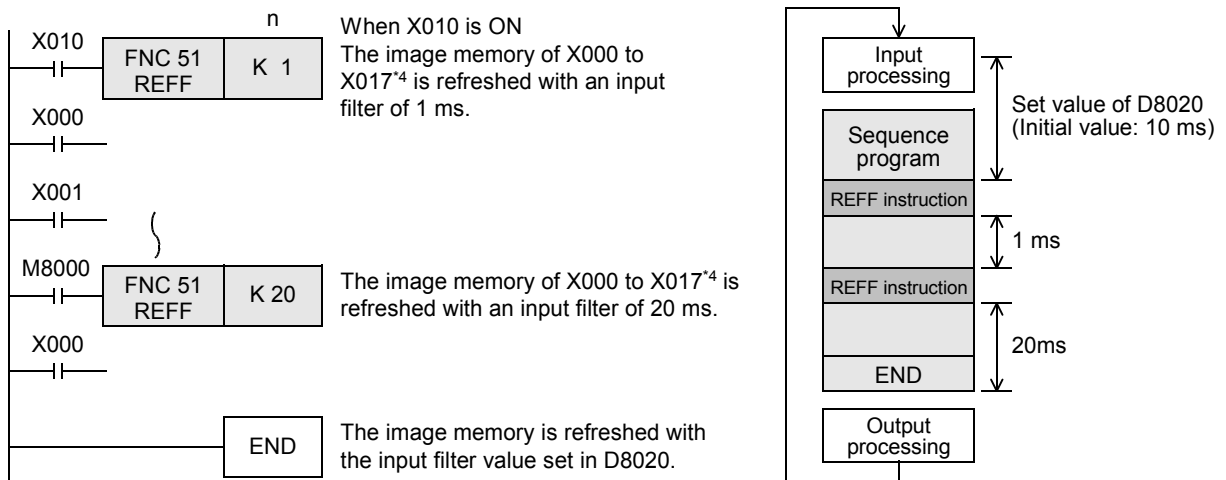 n
X010
FNC 51
REFF
K 1
When X010 is ON
The image memory of X000 to
X017*4 is refreshed with an input
filter of 1 ms.
X000
X001
M8000
FNC 51
REFF
K 20
The image memory of X000 to X017*4 is
refreshed with an input filter of 20 ms.
X000
END
The image memory is refreshed with
the input filter value set in D8020.
Input
processing
Set value of D8020
(Initial value: 10 ms)
Sequence
program
REFF instruction
1 ms
REFF instruction
20ms
END
Output
processing